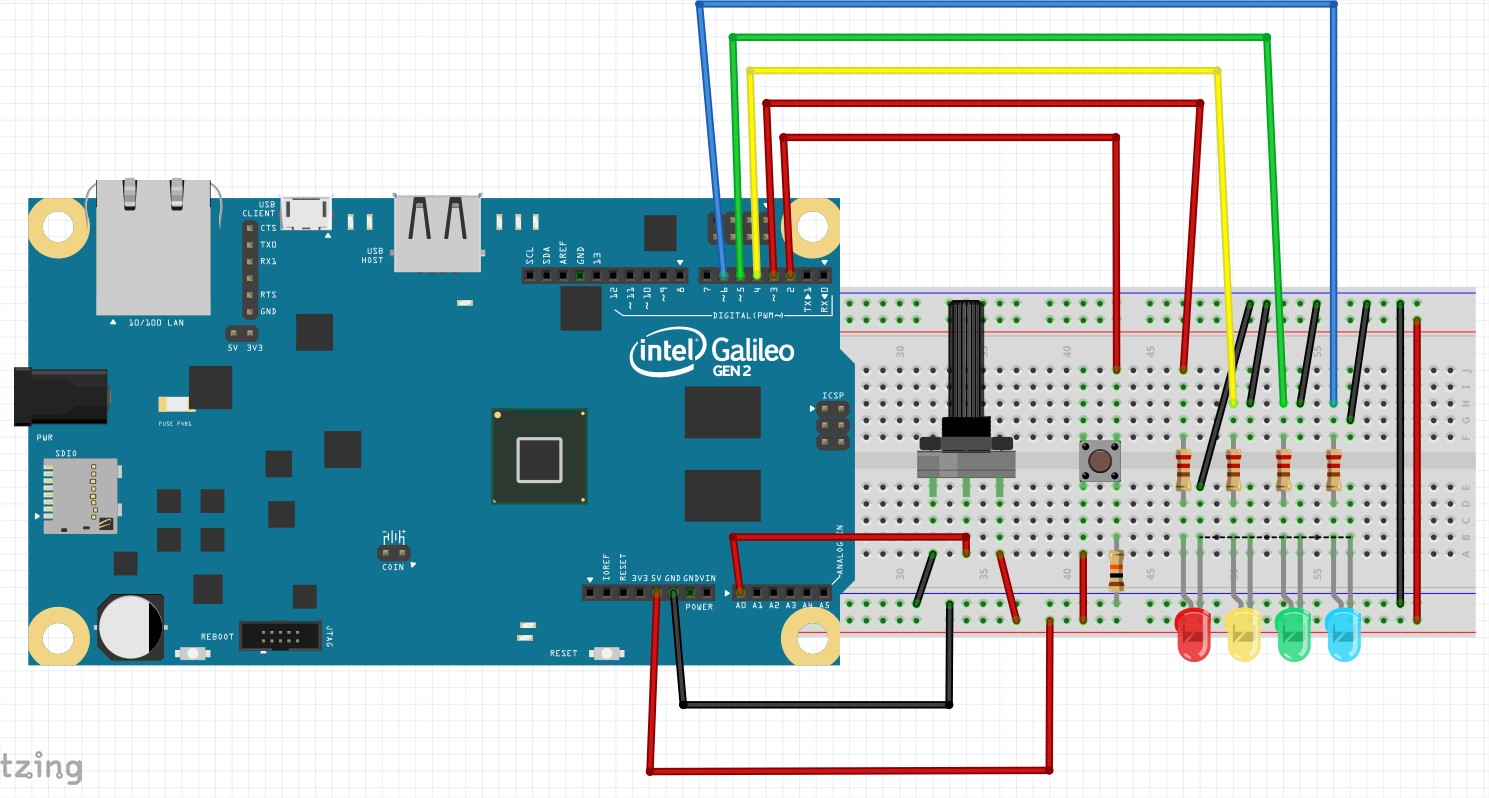 USB
CLIENT
CTS
TXO
RX1
RTS
GND
5V 3V3
10/100 LAN
USB
HOST
SCL
SDA
AREF
GND
13
12
~11
~10
~9
8
7
~6
~5
4
~3
2
TX▶1
RX◀0
DIGITAL(PWM~)
intel Galileo
GEN 2
ICSP
PWR
FUSE
SDIO
COIN
REBOOT
JTAG
IOREF
RESET
3V3 5V GND GND VIN
POWER
ANALOG IN
A0 A1 A2 A3 A4 A5
RESET
30 35 40 45 55
J
I
H
G
F
E
D
C
B
A
30 35 40 45 55
tzing